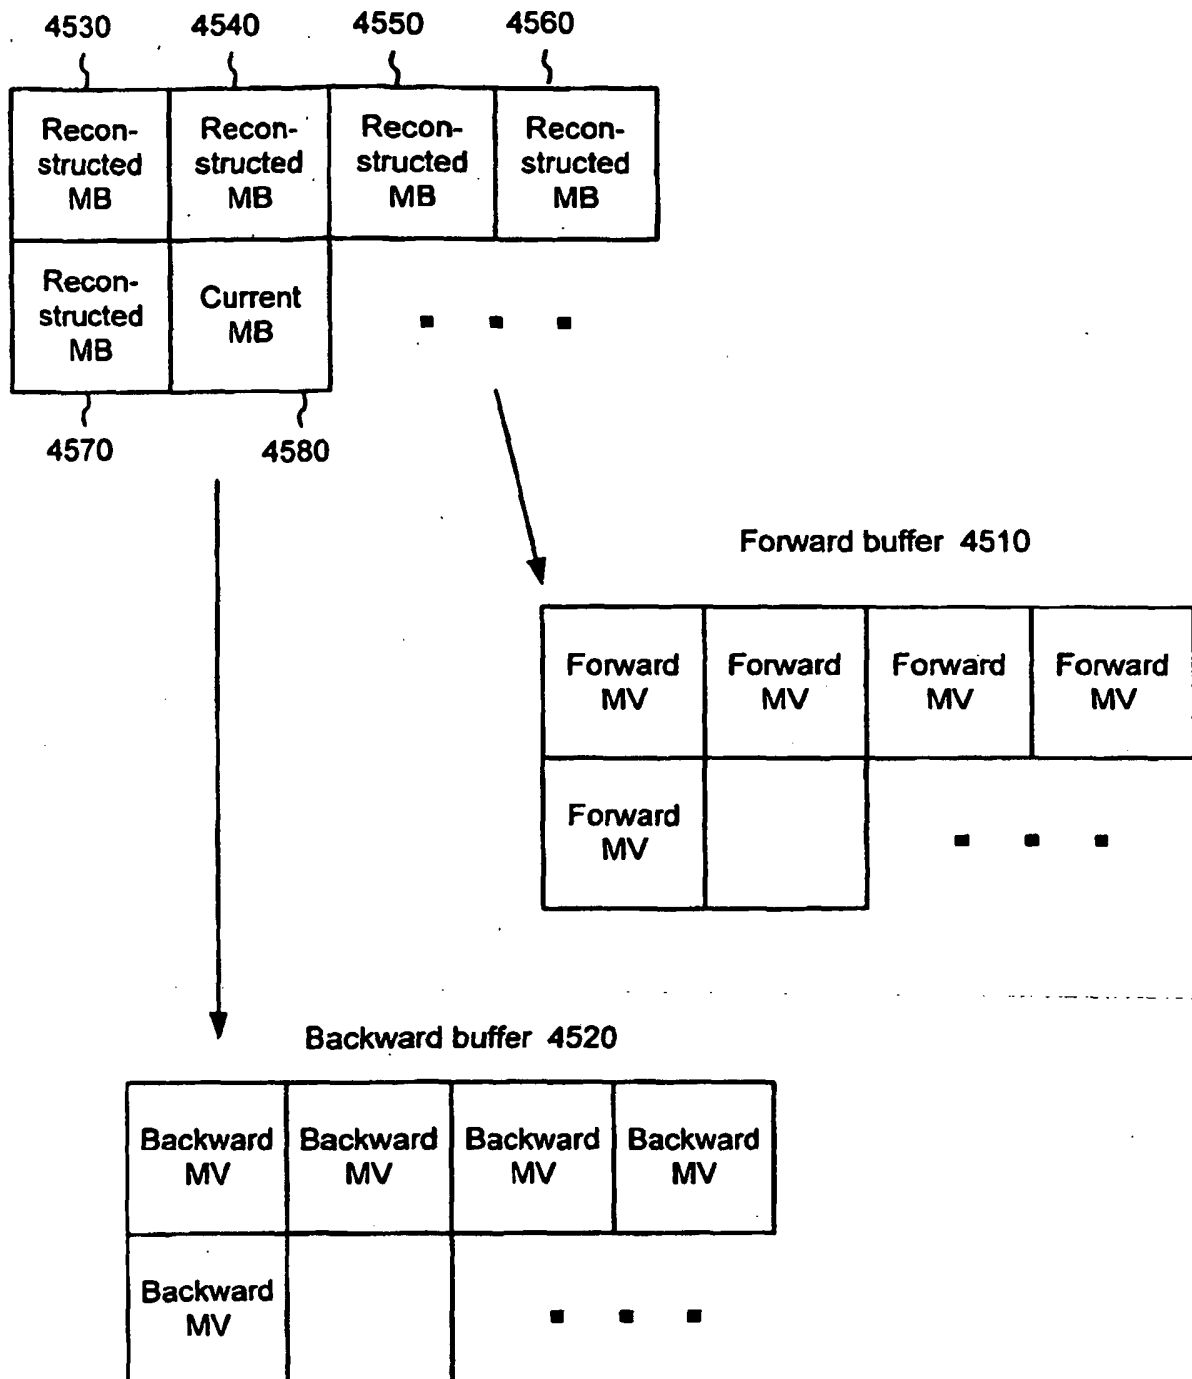 4530 4540 4550 4560
Recon-
structed
MB
Recon-
structed
MB
Recon-
structed
MB
Recon-
structed
MB
Recon-
structed
MB
Current
MB
4570 4580
Forward buffer 4510
Forward
MV
Forward
MV
Forward
MV
Forward
MV
Forward
MV
Backward buffer 4520
Backward
MV
Backward
MV
Backward
MV
Backward
MV
Backward
MV